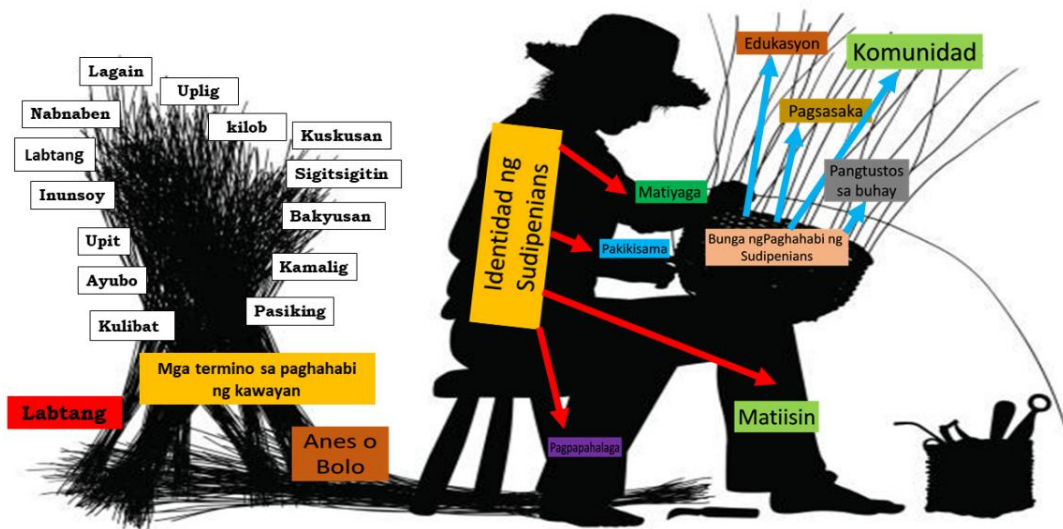 Lagain
Uplig
Nabnaben
kilob
Kuskusan
Labtang
Sigitsigitin
Inunsoy
Bakyusan
Upit
Kamalig
Ayubo
Pasiking
Kulibat
Mga termino sa paghahabi
ng kawayan
Labtang
Anes o
Bolo
Identidad ng
Sudipenians
Matiyaga
Pakikisama
Matiisin
Pagpapahalaga
Edukasyon
Komunidad
Pagsasaka
Pangtustos
sa buhay
Bunga ngPaghahabi ng
Sudipenians